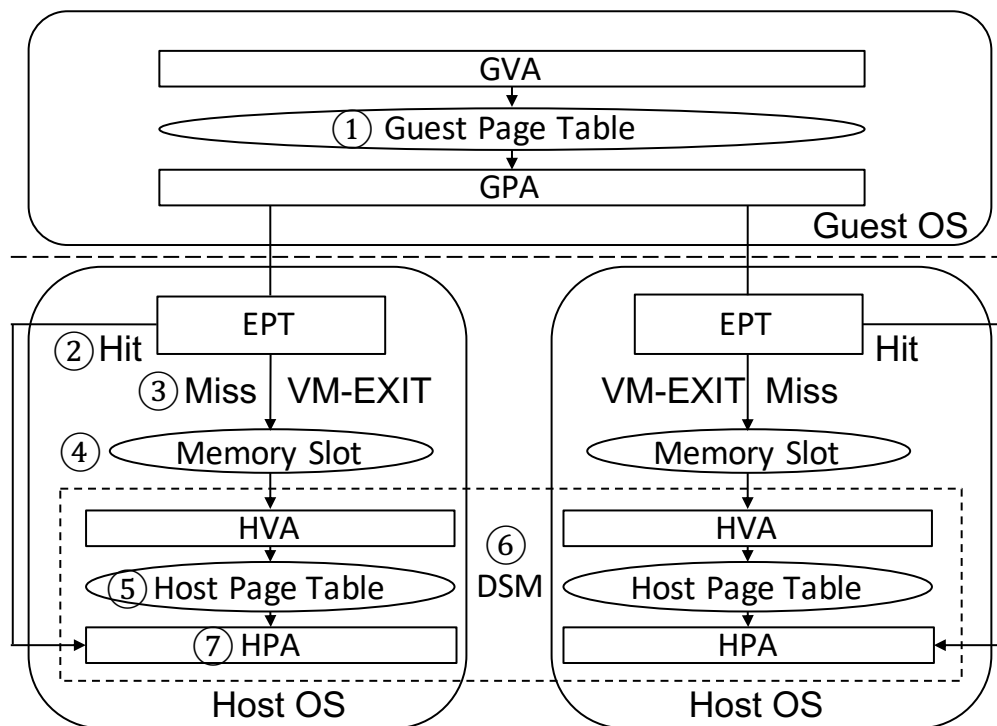 GVA
① Guest Page Table
GPA
Guest OS
EPT
EPT
② Hit
Hit
③ Miss VM-EXIT
VM-EXIT Miss
④ Memory Slot
Memory Slot
HVA
HVA
⑥
DSM
⑤ Host Page Table
Host Page Table
⑦ HPA
HPA
Host OS
Host OS